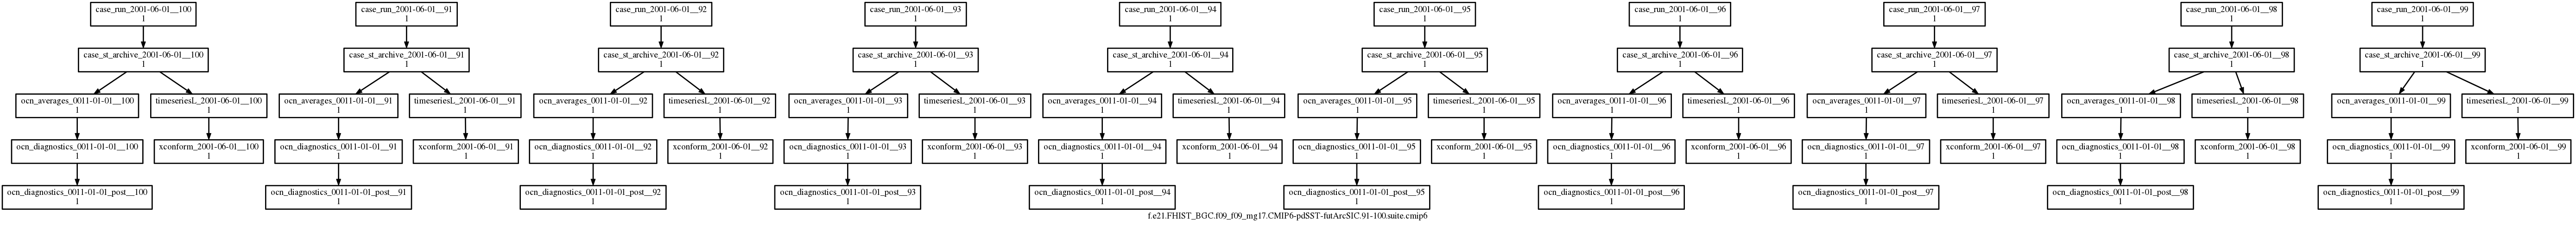 case_run_2001-06-01__100
1
case_run_2001-06-01__91
1
case_run_2001-06-01__92
1
case_run_2001-06-01__93
1
case_run_2001-06-01__94
1
case_run_2001-06-01__95
1
case_run_2001-06-01__96
1
case_run_2001-06-01__97
1
case_run_2001-06-01__98
1
case_run_2001-06-01__99
1
case_st_archive_2001-06-01__100
1
case_st_archive_2001-06-01__91
1
case_st_archive_2001-06-01__92
1
case_st_archive_2001-06-01__93
1
case_st_archive_2001-06-01__94
1
case_st_archive_2001-06-01__95
1
case_st_archive_2001-06-01__96
1
case_st_archive_2001-06-01__97
1
case_st_archive_2001-06-01__98
1
case_st_archive_2001-06-01__99
1
ocn_averages_0011-01-01__100
1
timeseriesL_2001-06-01__100
1
ocn_averages_0011-01-01__91
1
timeseriesL_2001-06-01__91
1
ocn_averages_0011-01-01__92
1
timeseriesL_2001-06-01__92
1
ocn_averages_0011-01-01__93
1
timeseriesL_2001-06-01__93
1
ocn_averages_0011-01-01__94
1
timeseriesL_2001-06-01__94
1
ocn_averages_0011-01-01__95
1
timeseriesL_2001-06-01__95
1
ocn_averages_0011-01-01__96
1
timeseriesL_2001-06-01__96
1
ocn_averages_0011-01-01__97
1
timeseriesL_2001-06-01__97
1
ocn_averages_0011-01-01__98
1
timeseriesL_2001-06-01__98
1
ocn_averages_0011-01-01__99
1
timeseriesL_2001-06-01__99
1
ocn_diagnostics_0011-01-01__100
1
xconform_2001-06-01__100
1
ocn_diagnostics_0011-01-01__91
1
xconform_2001-06-01__91
1
ocn_diagnostics_0011-01-01__92
1
xconform_2001-06-01__92
1
ocn_diagnostics_0011-01-01__93
1
xconform_2001-06-01__93
1
ocn_diagnostics_0011-01-01__94
1
xconform_2001-06-01__94
1
ocn_diagnostics_0011-01-01__95
1
xconform_2001-06-01__95
1
ocn_diagnostics_0011-01-01__96
1
xconform_2001-06-01__96
1
ocn_diagnostics_0011-01-01__97
1
xconform_2001-06-01__97
1
ocn_diagnostics_0011-01-01__98
1
xconform_2001-06-01__98
1
ocn_diagnostics_0011-01-01__99
1
xconform_2001-06-01__99
1
ocn_diagnostics_0011-01-01_post__100
1
ocn_diagnostics_0011-01-01_post__91
1
ocn_diagnostics_0011-01-01_post__92
1
ocn_diagnostics_0011-01-01_post__93
1
ocn_diagnostics_0011-01-01_post__94
1
ocn_diagnostics_0011-01-01_post__95
1
ocn_diagnostics_0011-01-01_post__96
1
ocn_diagnostics_0011-01-01_post__97
1
ocn_diagnostics_0011-01-01_post__98
1
ocn_diagnostics_0011-01-01_post__99
1
f.e21.FHIST_BGC.f09_f09_mg17.CMIP6-pdSST-futArcSIC.91-100.suite.cmip6